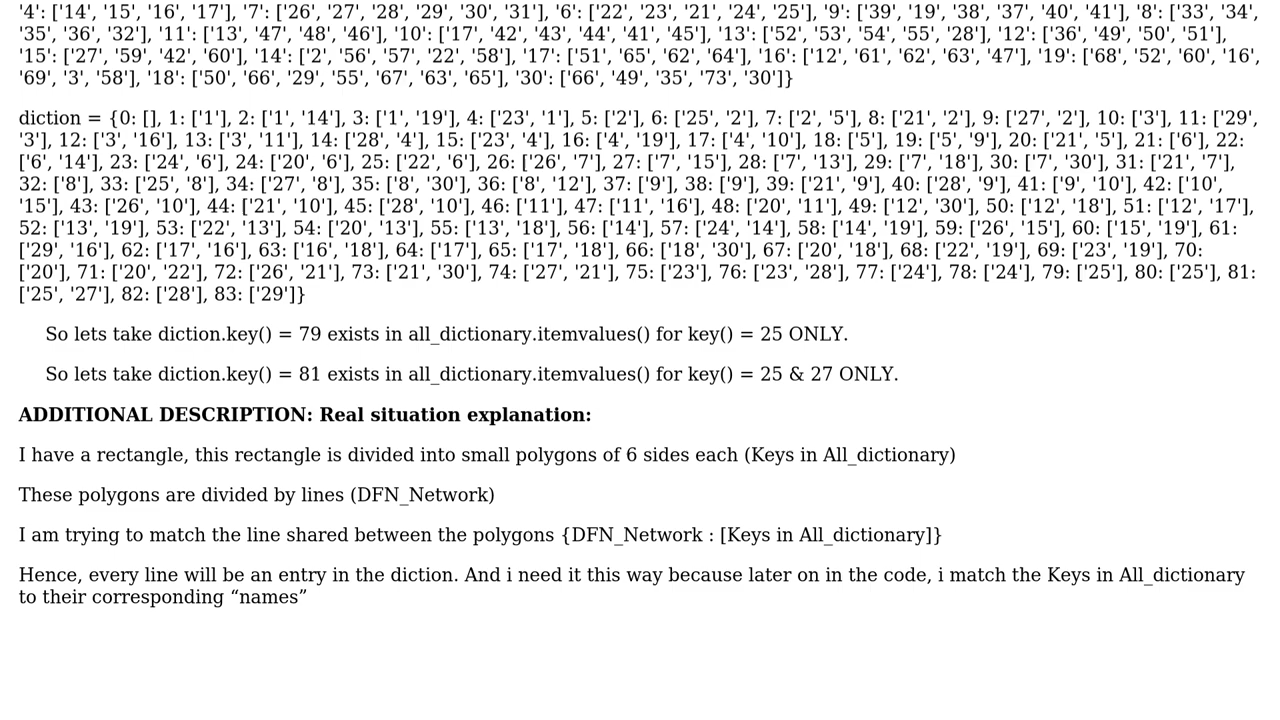 '4': ['14', '15', '16', '17'], '7': ['26', '27', '28', '29', '30', '31'], '6': ['22', '23', '21', '24', '25'], '9': ['39', '19', '38', '37', '40', '41'], '8': ['33', '34',
'35', '36', '32'], '11': ['13', '47', '48', '46'], '10': ['17', '42', '43', '44', '41', '45'], '13': ['52', '53', '54', '55', '28'], '12': ['36', '49', '50', '51'],
'15': ['27', '59', '42', '60'], '14': ['2', '56', '57', '22', '58'], '17': ['51', '65', '62', '64'], '16': ['12', '61', '62', '63', '47'], '19': ['68', '52', '60', '16',
'69', '3', '58'], '18': ['50', '66', '29', '55', '67', '63', '65'], '30': ['66', '49', '35', '73', '30']}
diction = {0: [], 1: ['1'], 2: ['1', '14'], 3: ['1', '19'], 4: ['23', '1'], 5: ['2'], 6: ['25', '2'], 7: ['2', '5'], 8: ['21', '2'], 9: ['27', '2'], 10: ['3'], 11: ['29',
'3'], 12: ['3', '16'], 13: ['3', '11'], 14: ['28', '4'], 15: ['23', '4'], 16: ['4', '19'], 17: ['4', '10'], 18: ['5'], 19: ['5', '9'], 20: ['21', '5'], 21: ['6'], 22:
['6', '14'], 23: ['24', '6'], 24: ['20', '6'], 25: ['22', '6'], 26: ['26', '7'], 27: ['7', '15'], 28: ['7', '13'], 29: ['7', '18'], 30: ['7', '30'], 31: ['21', '7'],
32: ['8'], 33: ['25', '8'], 34: ['27', '8'], 35: ['8', '30'], 36: ['8', '12'], 37: ['9'], 38: ['9'], 39: ['21', '9'], 40: ['28', '9'], 41: ['9', '10'], 42: ['10',
'15'], 43: ['26', '10'], 44: ['21', '10'], 45: ['28', '10'], 46: ['11'], 47: ['11', '16'], 48: ['20', '11'], 49: ['12', '30'], 50: ['12', '18'], 51: ['12', '17'],
52: ['13', '19'], 53: ['22', '13'], 54: ['20', '13'], 55: ['13', '18'], 56: ['14'], 57: ['24', '14'], 58: ['14', '19'], 59: ['26', '15'], 60: ['15', '19'], 61:
['29', '16'], 62: ['17', '16'], 63: ['16', '18'], 64: ['17'], 65: ['17', '18'], 66: ['18', '30'], 67: ['20', '18'], 68: ['22', '19'], 69: ['23', '19'], 70:
['20'], 71: ['20', '22'], 72: ['26', '21'], 73: ['21', '30'], 74: ['27', '21'], 75: ['23'], 76: ['23', '28'], 77: ['24'], 78: ['24'], 79: ['25'], 80: ['25'], 81:
['25', '27'], 82: ['28'], 83: ['29']}
So lets take diction.key() = 79 exists in all_dictionary.itemvalues() for key() = 25 ONLY.
So lets take diction.key() = 81 exists in all_dictionary.itemvalues() for key() = 25 & 27 ONLY.
ADDITIONAL DESCRIPTION: Real situation explanation:
I have a rectangle, this rectangle is divided into small polygons of 6 sides each (Keys in All_dictionary)
These polygons are divided by lines (DFN_Network)
I am trying to match the line shared between the polygons {DFN_Network : [Keys in All_dictionary]}
Hence, every line will be an entry in the diction. And i need it this way because later on in the code, i match the Keys in All_dictionary
to their corresponding “names”